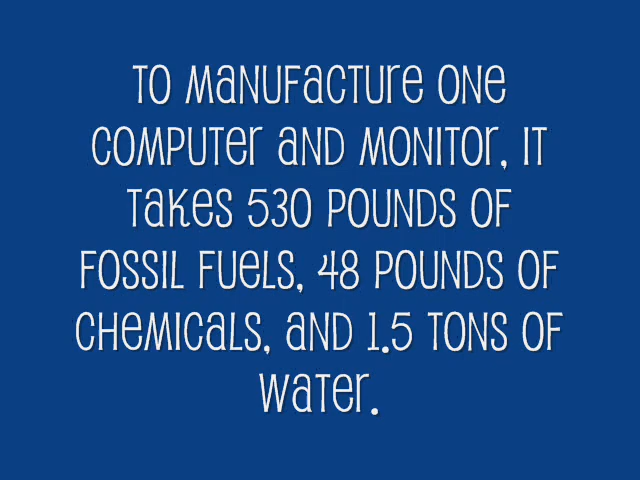 To manufacture one
computer and monitor, it
takes 530 pounds of
fossil fuels, 48 pounds of
chemicals, and 1.5 tons of
water.